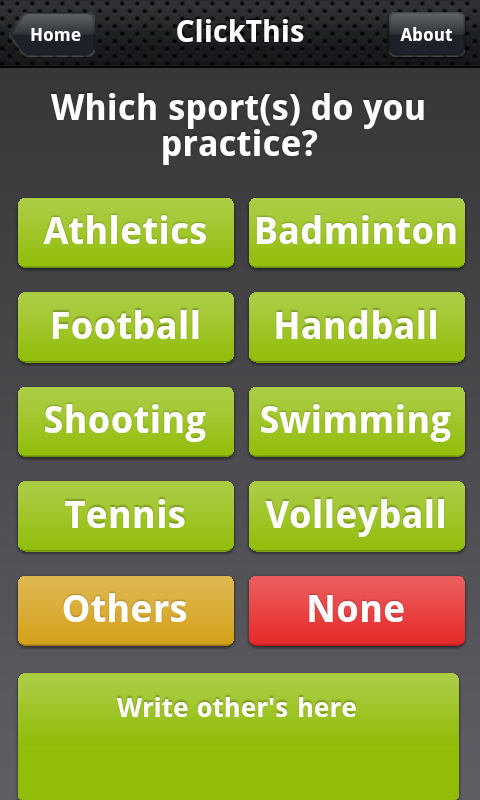 Home
ClickThis
About
Which sport(s) do you
practice?
Athletics
Badminton
Football
Handball
Shooting
Swimming
Tennis
Volleyball
Others
None
Write other's here